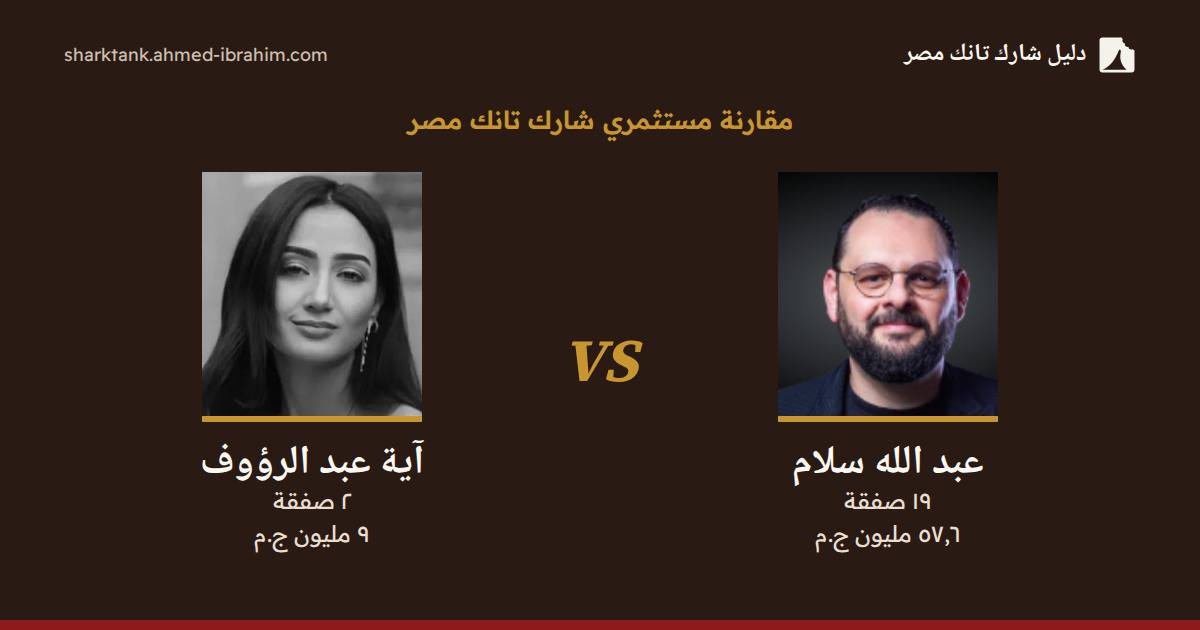 دليل شارك تانك مصر
sharktank.ahmed-ibrahim.com
مقارنة مستثمري شارك تانك مصر
عبد الله سلام
١٩ صفقة
٥٧,٦ مليون ج.م
VS
آية عبد الرؤوف
٢ صفقة
٩ مليون ج.م